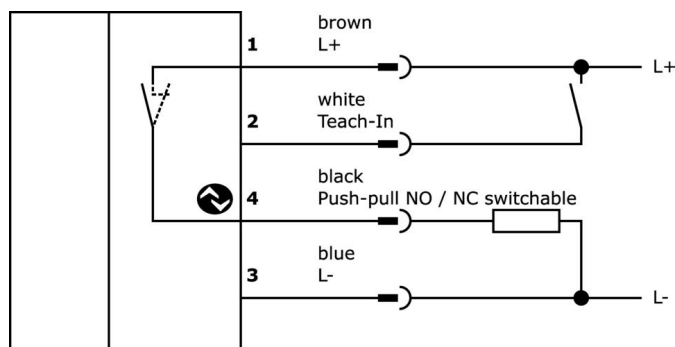 brown
1 L+ L+
white
2 Teach-In
black
4 Push-pull NO / NC switchable
blue
3 L- L-